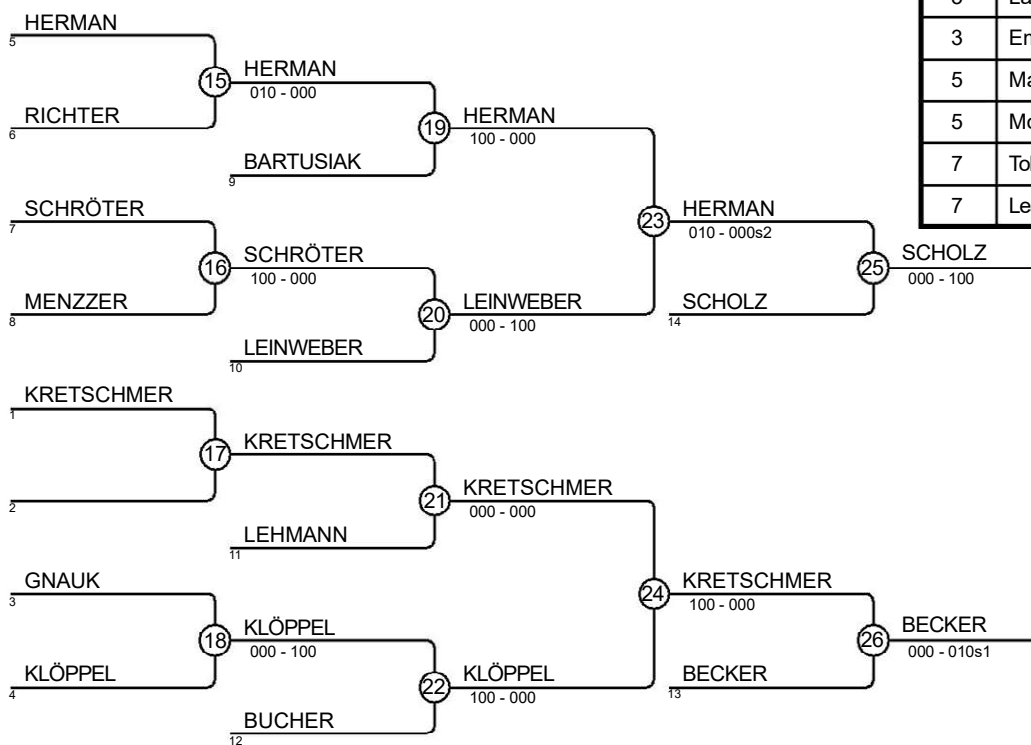 HERMAN
5
15
HERMAN
010 - 000
RICHTER
6
19
HERMAN
100 - 000
BARTUSIAK
9
SCHRÖTER
7
23
HERMAN
010 - 000s2
16
SCHRÖTER
100 - 000
25
SCHOLZ
000 - 100
MENZZER
8
20
LEINWEBER
000 - 100
SCHOLZ
14
LEINWEBER
10
KRETSCHMER
1
17
KRETSCHMER
2
21
KRETSCHMER
000 - 000
LEHMANN
11
GNAUK
3
24
KRETSCHMER
100 - 000
18
KLÖPPEL
000 - 100
26
BECKER
000 - 010s1
KLÖPPEL
4
22
KLÖPPEL
100 - 000
BECKER
13
BUCHER
12
3
5
5
7
7